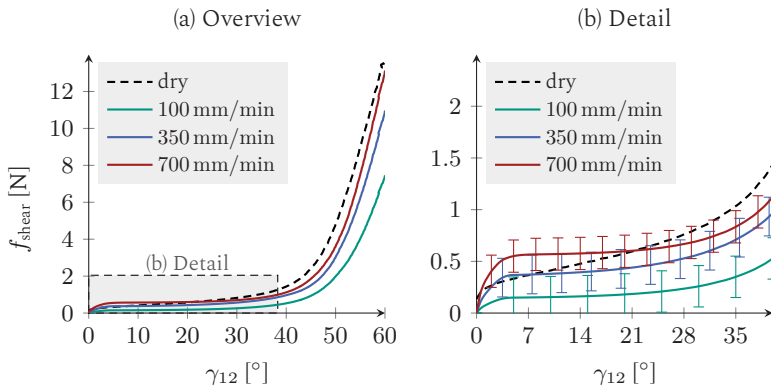 (a) Overview
(b) Detail
dry
100 mm/min
350 mm/min
700 mm/min
(b) Detail
f_shear [N]
0
2
4
6
8
10
12
0
10
20
30
40
50
60
γ12 [°]
dry
100 mm/min
350 mm/min
700 mm/min
0
0.5
1
1.5
2
0
7
14
21
28
35
γ12 [°]